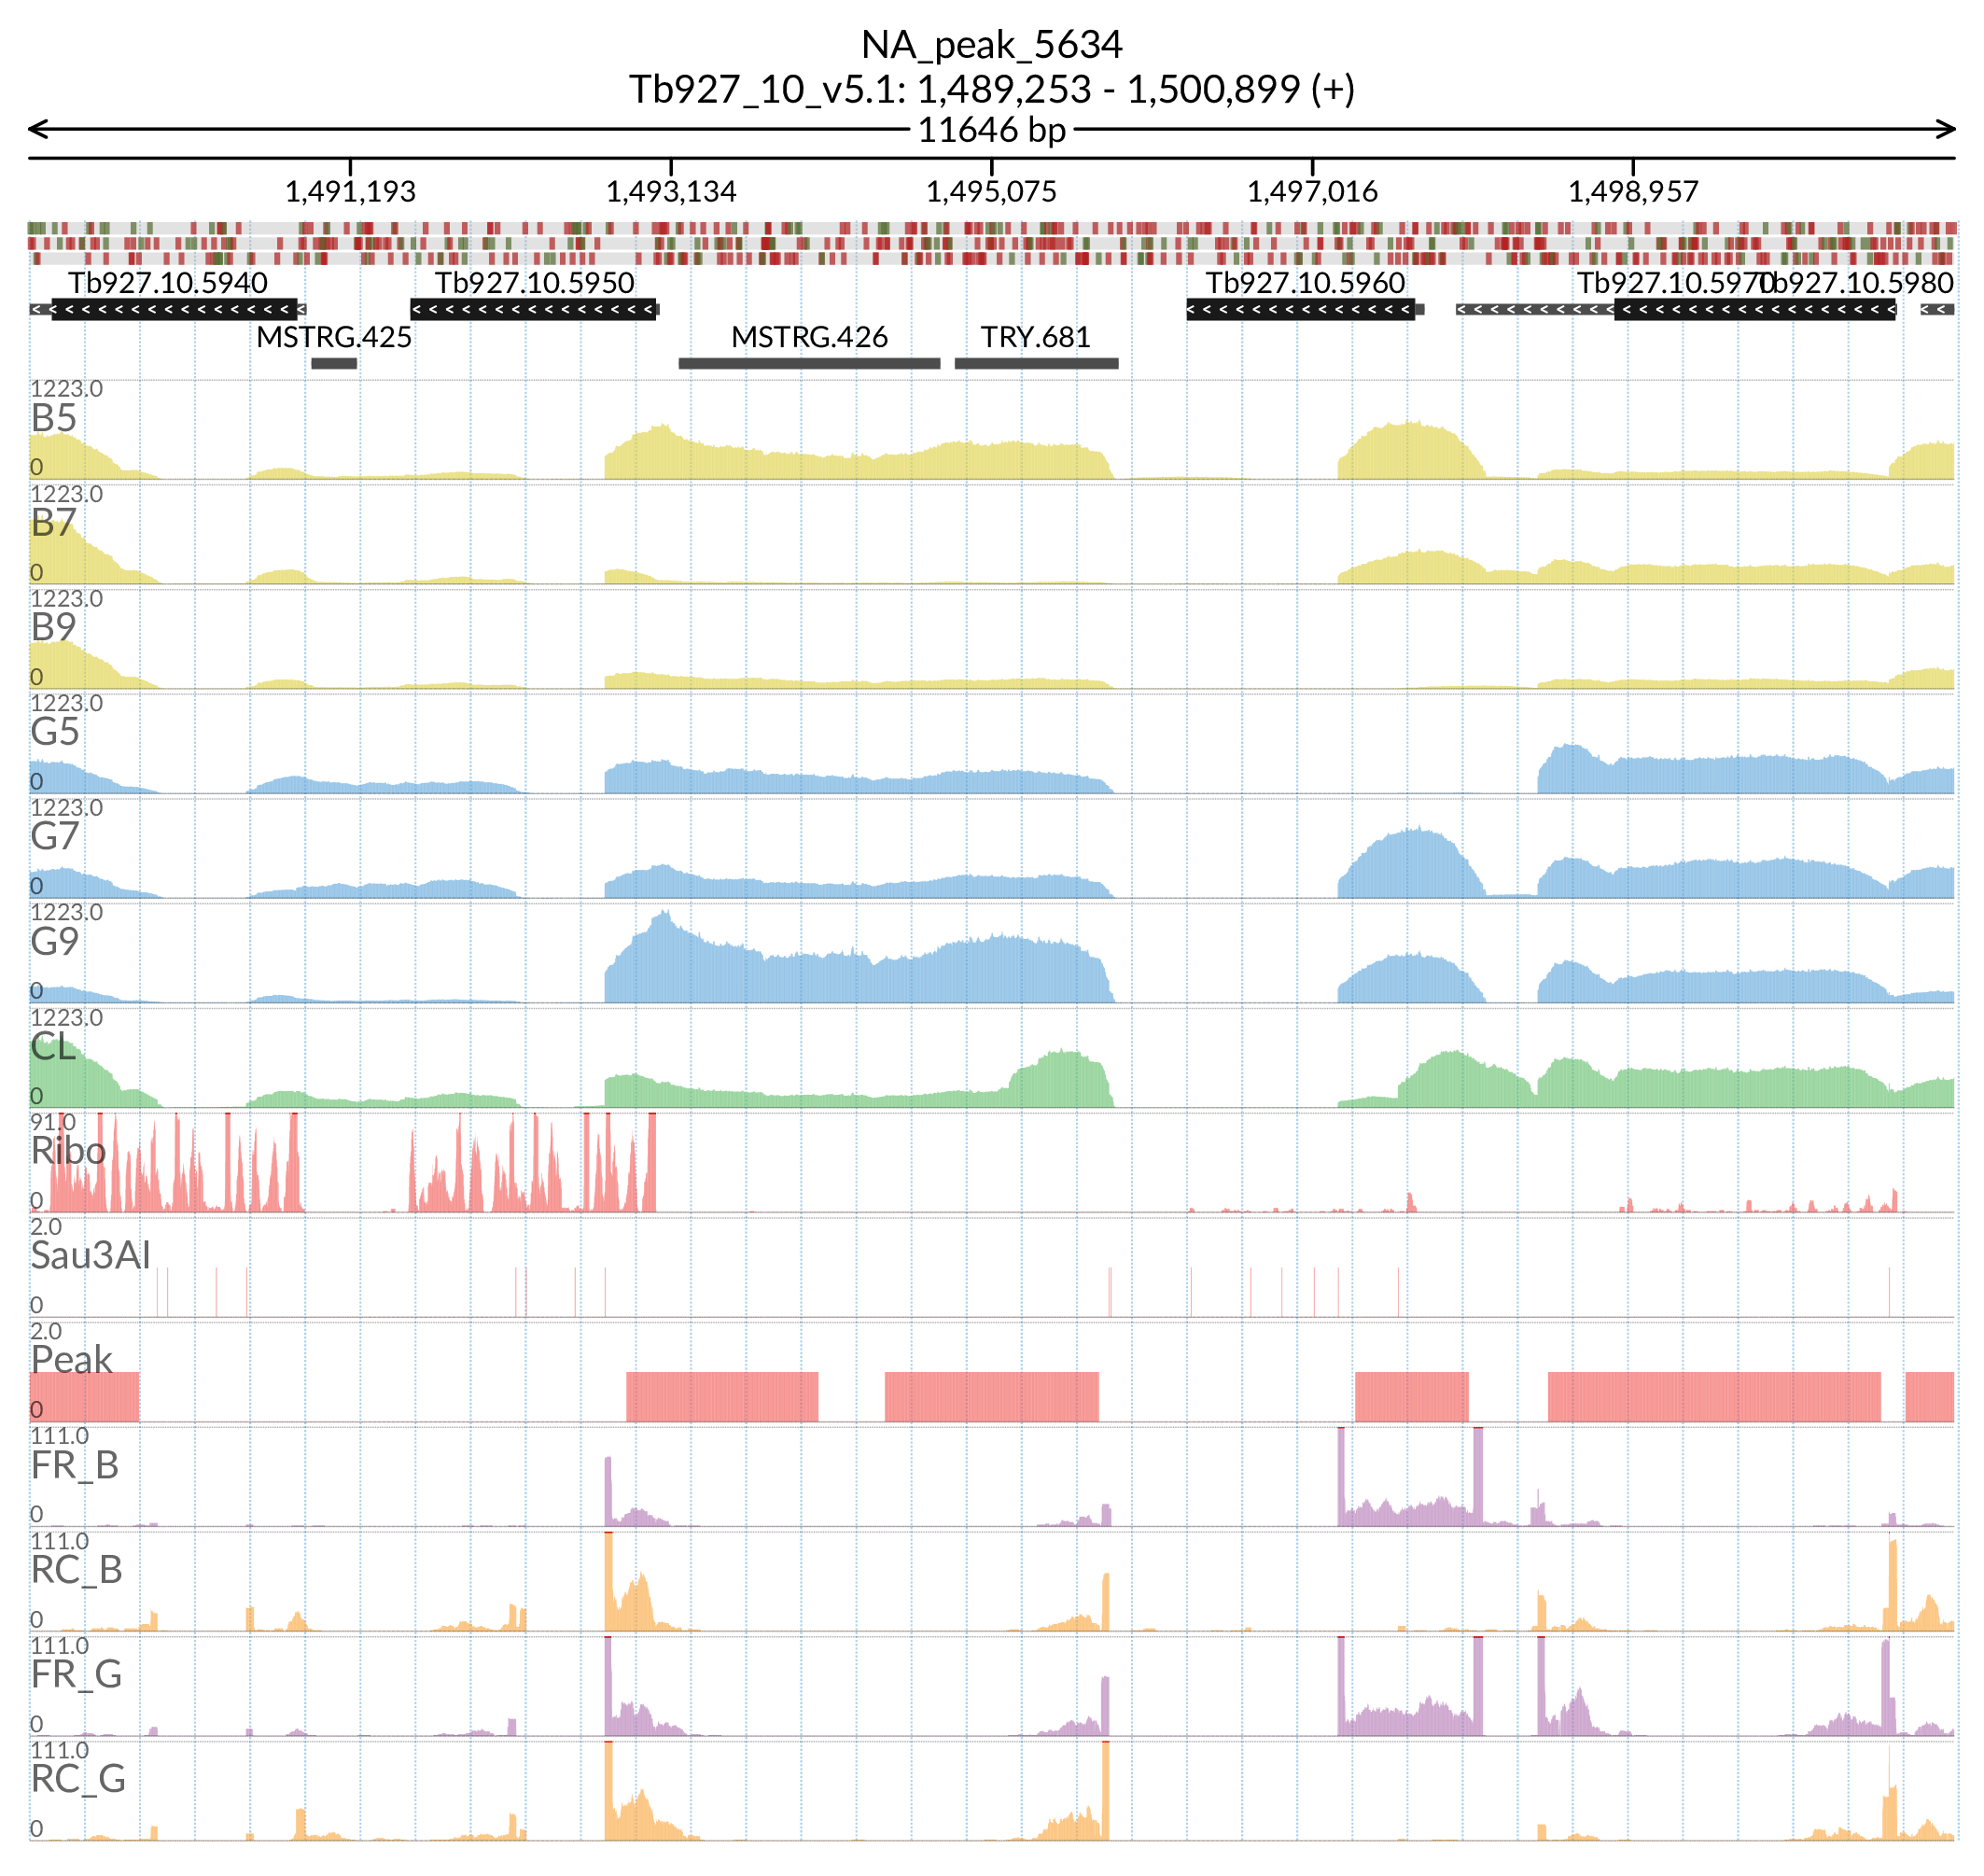 NA_peak_5634
Tb927_10_v5.1: 1,489,253 - 1,500,899 (+)
11646 bp
1,491,193 1,493,134 1,495,075 1,497,016 1,498,957
Tb927.10.5940 Tb927.10.5950 Tb927.10.5960 Tb927.10.5970 Tb927.10.5980
MSTRG.425 MSTRG.426 TRY.681
1223.0
B5
0
1223.0
B7
0
1223.0
B9
0
1223.0
G5
0
1223.0
G7
0
1223.0
G9
0
1223.0
CL
0
91.0
Ribo
0
2.0
Sau3AI
0
2.0
Peak
0
111.0
FR_B
0
111.0
RC_B
0
111.0
FR_G
0
111.0
RC_G
0